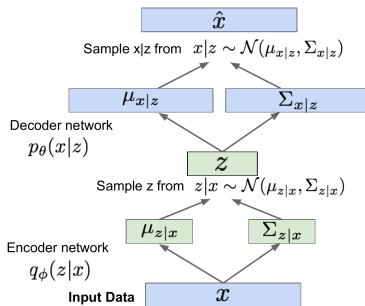 x̂
Sample x|z from x|z ∼ 𝒩(μ_{x|z}, Σ_{x|z})
μ_{x|z} Σ_{x|z}
Decoder network
p_θ(x|z)
z
Sample z from z|x ∼ 𝒩(μ_{z|x}, Σ_{z|x})
μ_{z|x} Σ_{z|x}
Encoder network
q_ϕ(z|x)
Input Data x